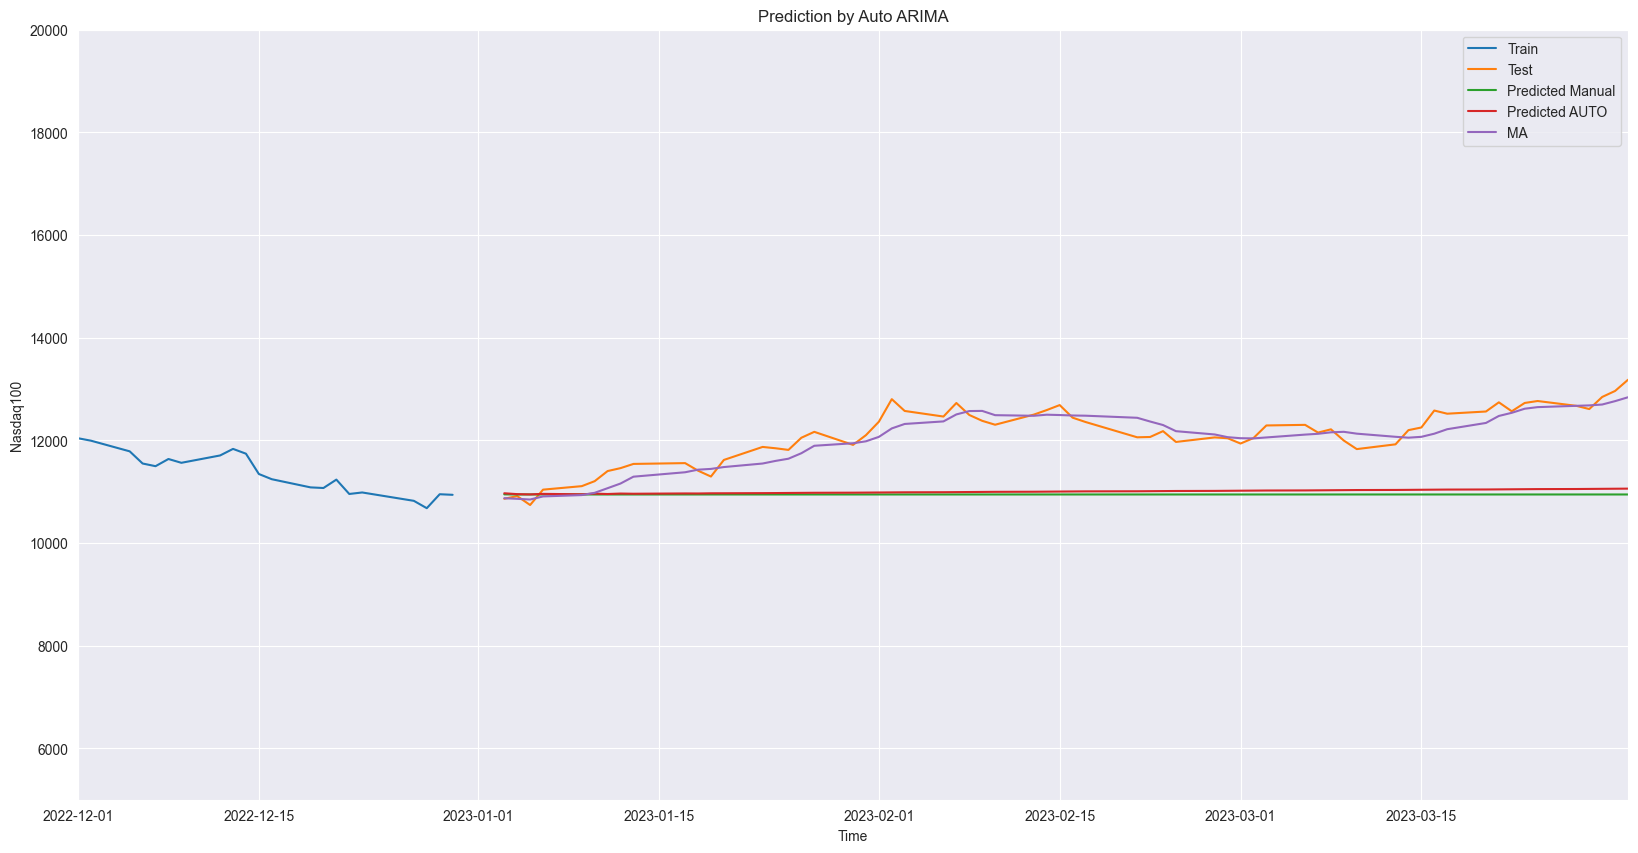 Prediction by Auto ARIMA
20000
18000
16000
14000
12000
10000
8000
6000
Nasdaq100
Train
Test
Predicted Manual
Predicted AUTO
MA
2022-12-01
2022-12-15
2023-01-01
2023-01-15
2023-02-01
2023-02-15
2023-03-01
2023-03-15
Time